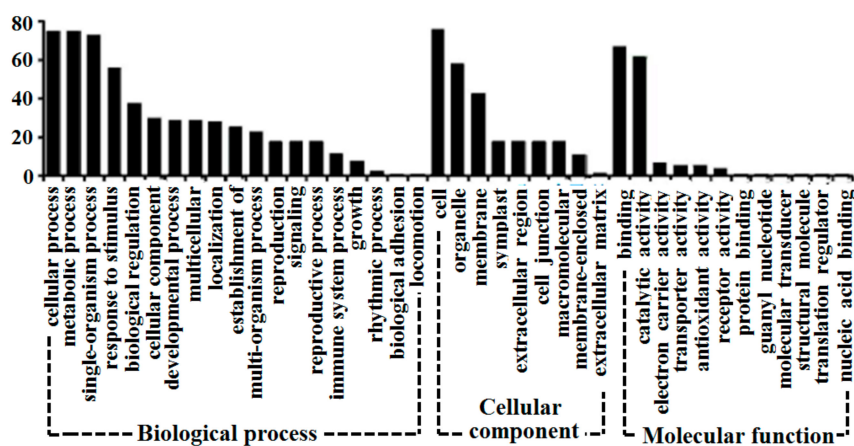 80
60
40
20
0
cellular process
metabolic process
single-organism process
response to stimulus
biological regulation
cellular component
developmental process
multicellular
localization
establishment of
multi-organism process
reproduction
signaling
reproductive process
immune system process
growth
rhythmic process
biological adhesion
locomotion
cell
organelle
membrane
symplast
extracellular region
cell junction
macromolecular
membrane-enclosed
extracellular matrix
binding
catalytic activity
electron carrier activity
transporter activity
antioxidant activity
receptor activity
protein binding
guanyl nucleotide
molecular transducer
structural molecule
translation regulator
nucleic acid binding
Biological process
Cellular
component
Molecular function